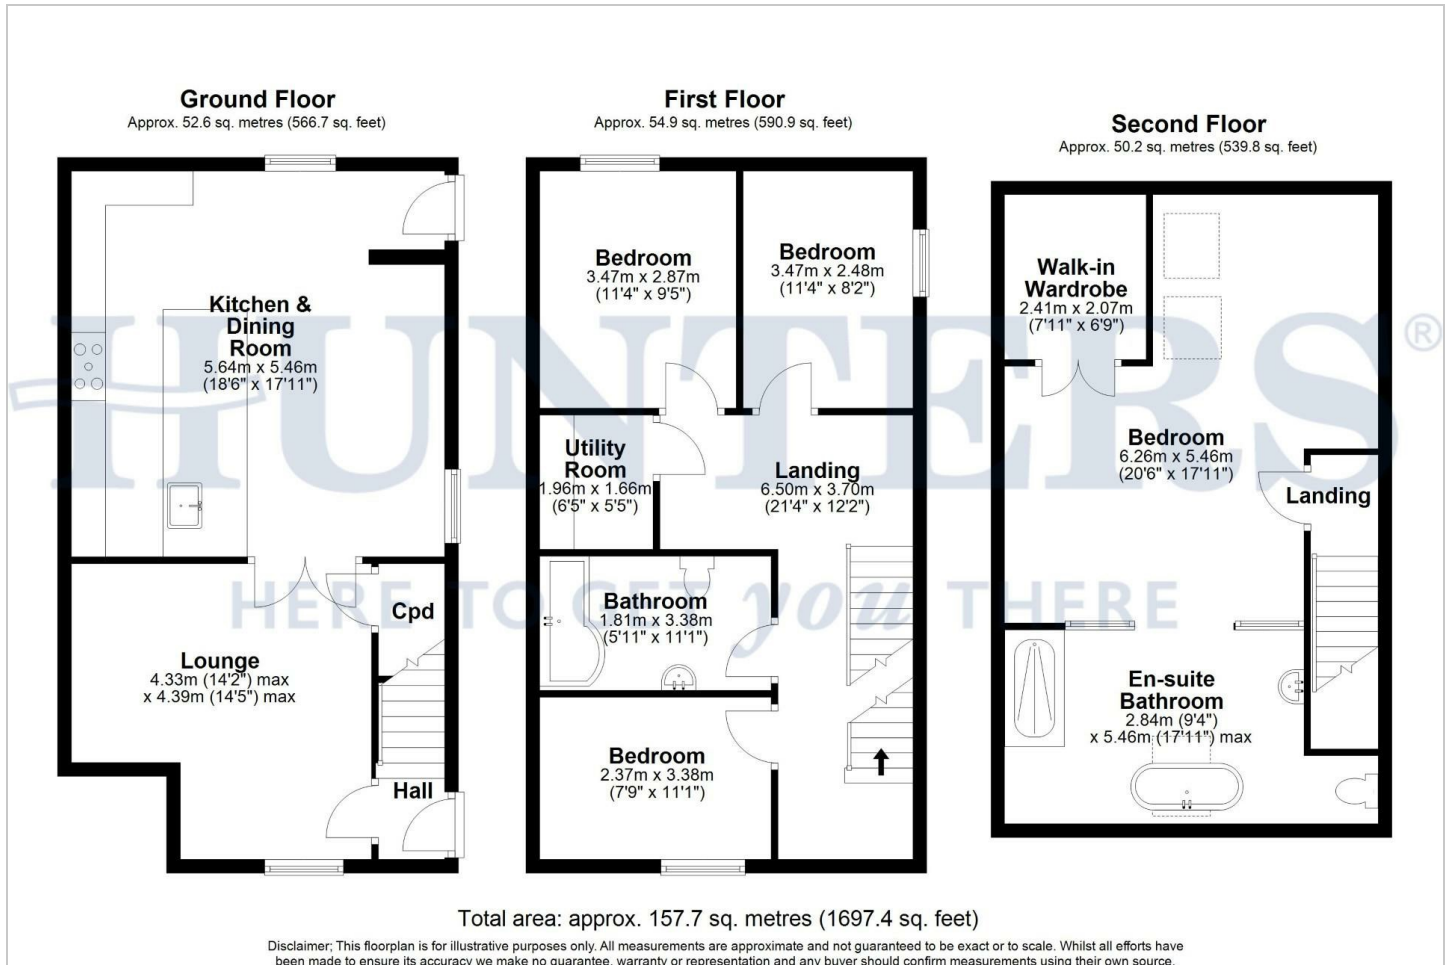 Ground Floor
Approx. 52.6 sq. metres (566.7 sq. feet)
Kitchen &
Dining
Room
5.64m x 5.46m
(18'6" x 17'11")
Cpd
Lounge
4.33m (14'2") max
x 4.39m (14'5") max
Hall
First Floor
Approx. 54.9 sq. metres (590.9 sq. feet)
Bedroom
3.47m x 2.87m
(11'4" x 9'5")
Bedroom
3.47m x 2.48m
(11'4" x 8'2")
Utility
Room
1.96m x 1.66m
(6'5" x 5'5")
Landing
6.50m x 3.70m
(21'4" x 12'2")
Bathroom
1.81m x 3.38m
(5'11" x 11'1")
Bedroom
2.37m x 3.38m
(7'9" x 11'1")
Second Floor
Approx. 50.2 sq. metres (539.8 sq. feet)
Walk-in
Wardrobe
2.41m x 2.07m
(7'11" x 6'9")
Bedroom
6.26m x 5.46m
(20'6" x 17'11")
Landing
En-suite
Bathroom
2.84m (9'4")
x 5.46m (17'11") max
HUNTERS®
HERE TO GET you THERE
Total area: approx. 157.7 sq. metres (1697.4 sq. feet)
Disclaimer; This floorplan is for illustrative purposes only. All measurements are approximate and not guaranteed to be exact or to scale. Whilst all efforts have
been made to ensure its accuracy we make no guarantee, warranty or representation and any buyer should confirm measurements using their own source.